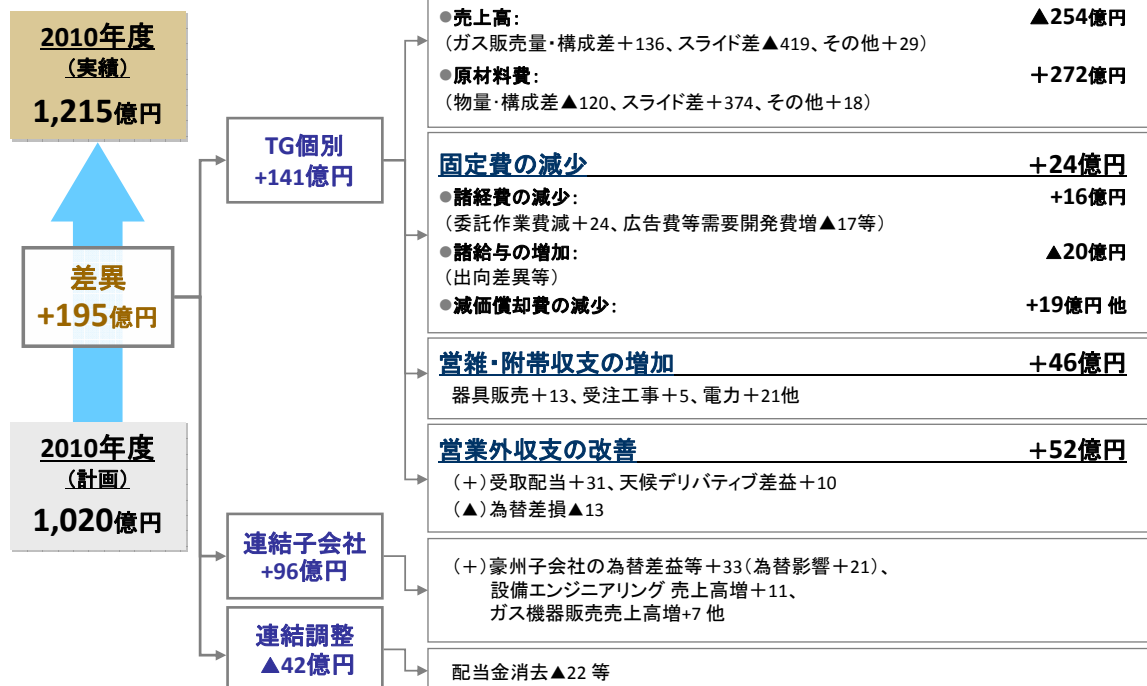 2010年度
(実績)
1,215億円
差異
+195億円
2010年度
(計画)
1,020億円
TG個別
+141億円
連結子会社
+96億円
連結調整
▲42億円
●売上高: ▲254億円
(ガス販売量・構成差+136、スライド差▲419、その他+29)
●原材料費: +272億円
(物量・構成差▲120、スライド差+374、その他+18)
固定費の減少 +24億円
●諸経費の減少: +16億円
(委託作業費減+24、広告費等需要開発費増▲17等)
●諸給与の増加: ▲20億円
(出向差異等)
●減価償却費の減少: +19億円 他
営雑・附帯収支の増加 +46億円
器具販売+13、受注工事+5、電力+21他
営業外収支の改善 +52億円
(+)受取配当+31、天候デリバティブ差益+10
(▲)為替差損▲13
(+)豪州子会社の為替差益等+33(為替影響+21)、
設備エンジニアリング 売上高増+11、
ガス機器販売売上高増+7 他
配当金消去▲22 等